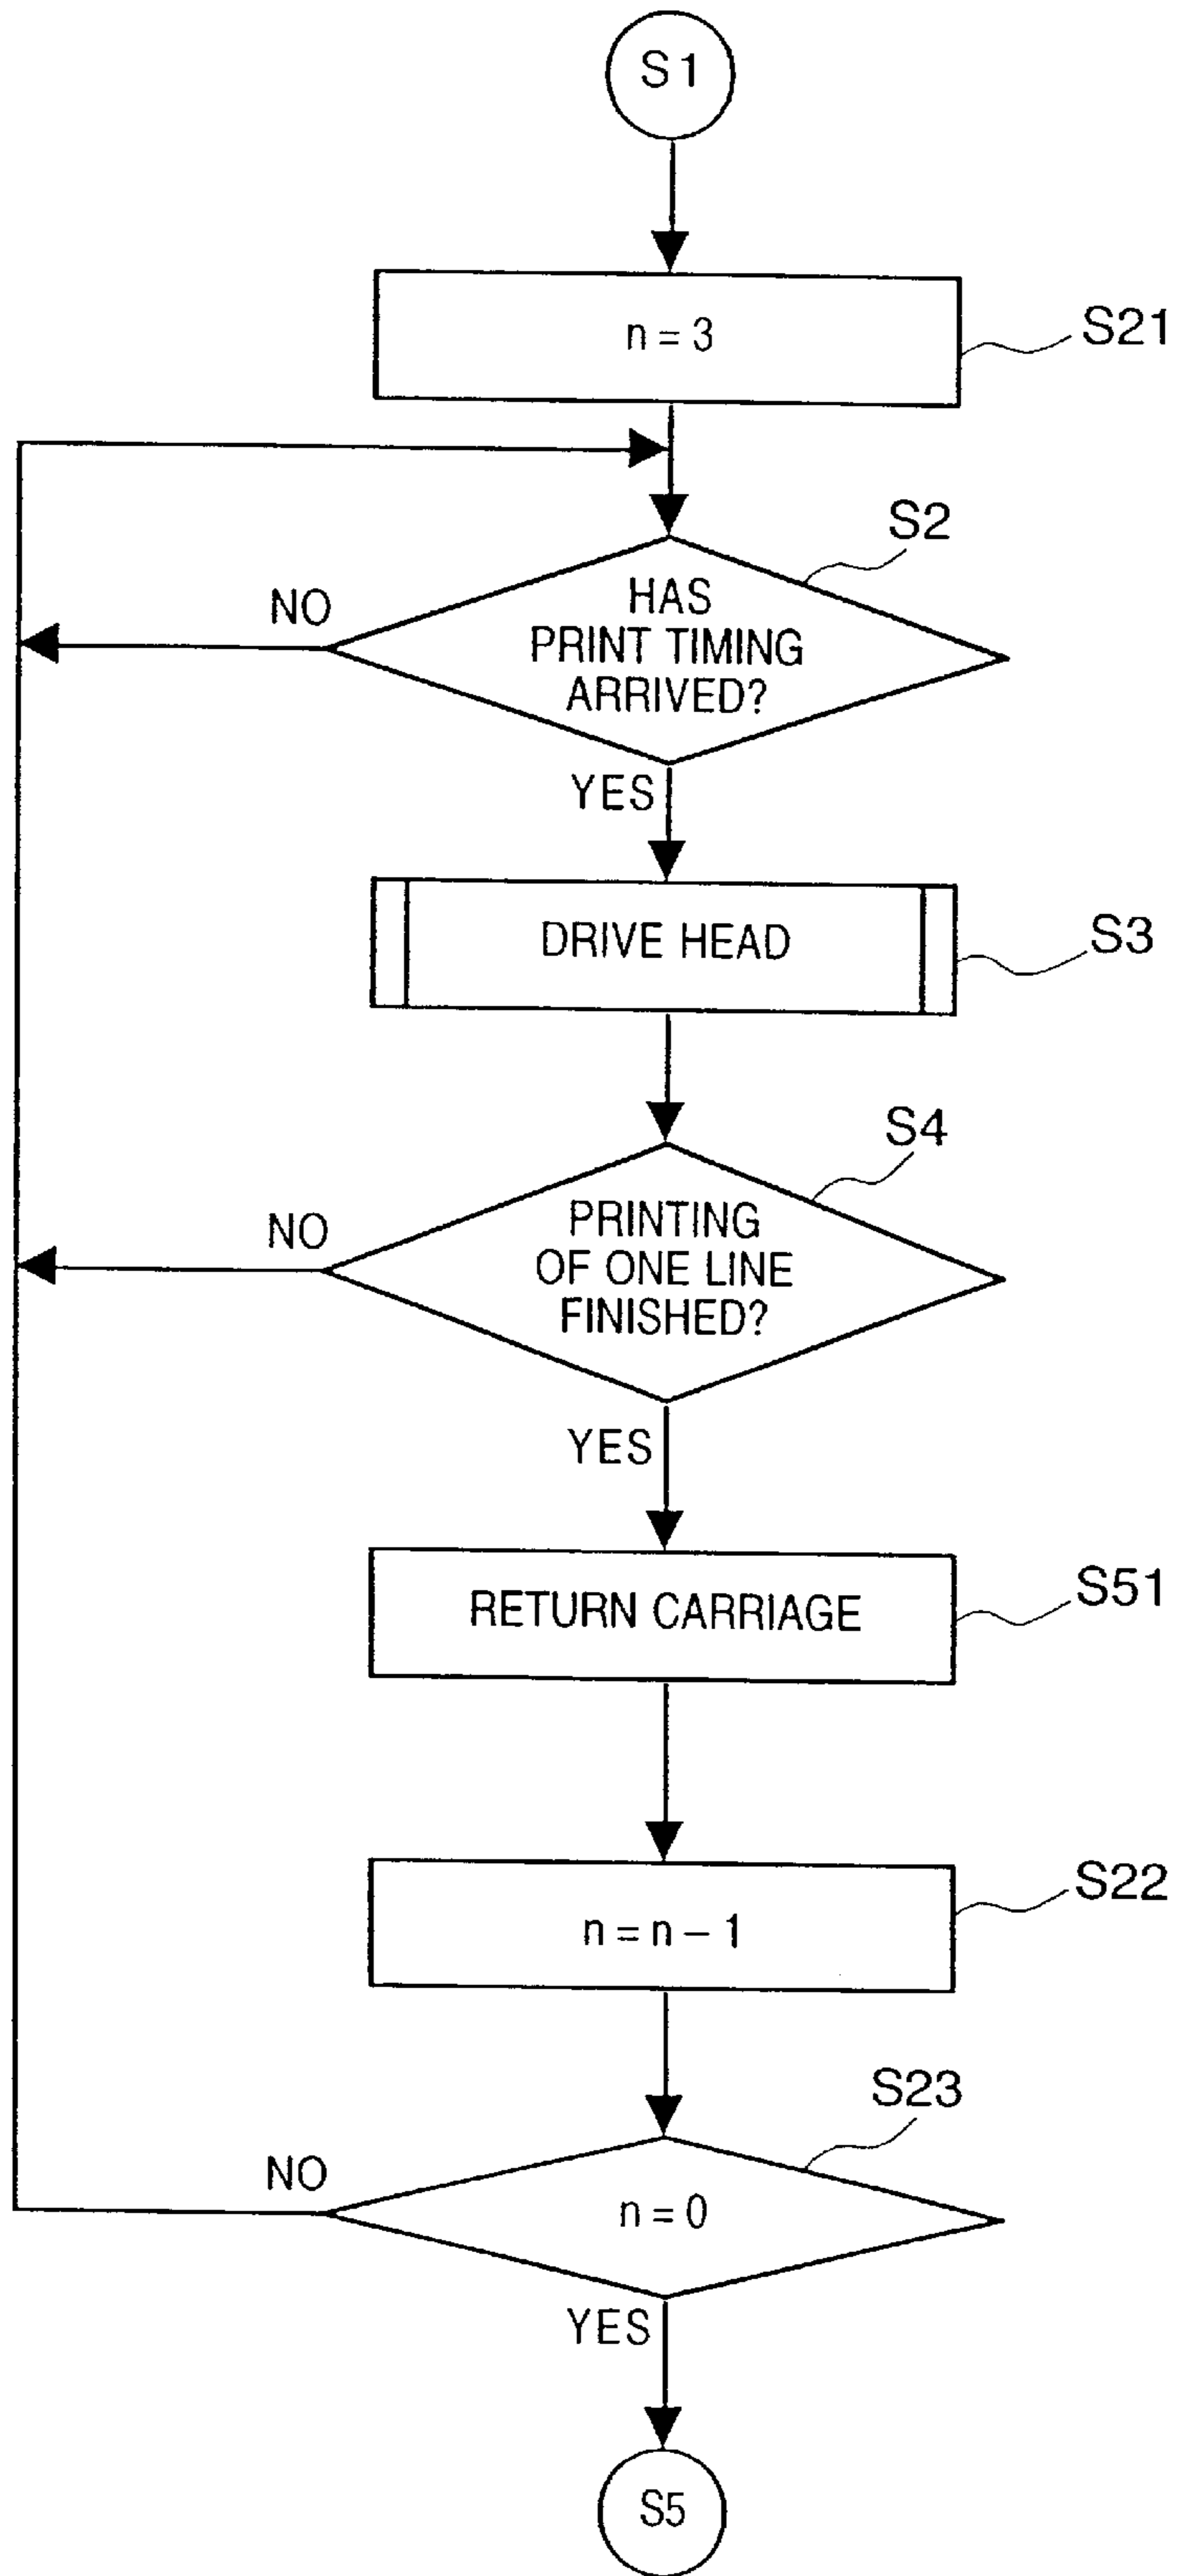 S1
n = 3
S21
S2
HAS
PRINT TIMING
ARRIVED?
NO
YES
DRIVE HEAD
S3
S4
PRINTING
OF ONE LINE
FINISHED?
NO
YES
RETURN CARRIAGE
S51
n = n – 1
S22
S23
n = 0
NO
YES
S5